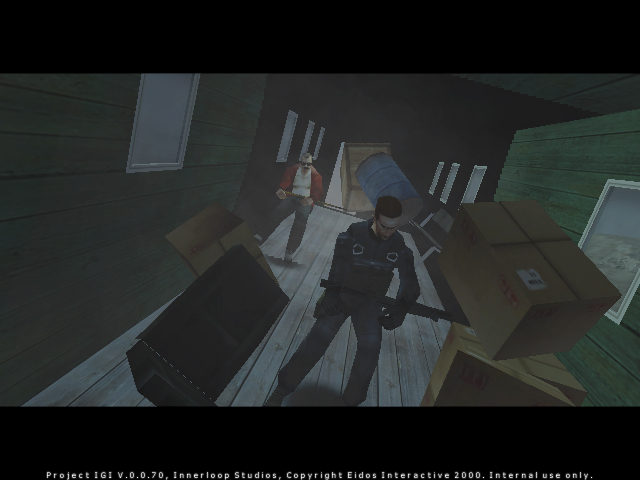 Project IGI V.0.0.70, Innerloop Studios, Copyright Eidos Interactive 2000. Internal use only.